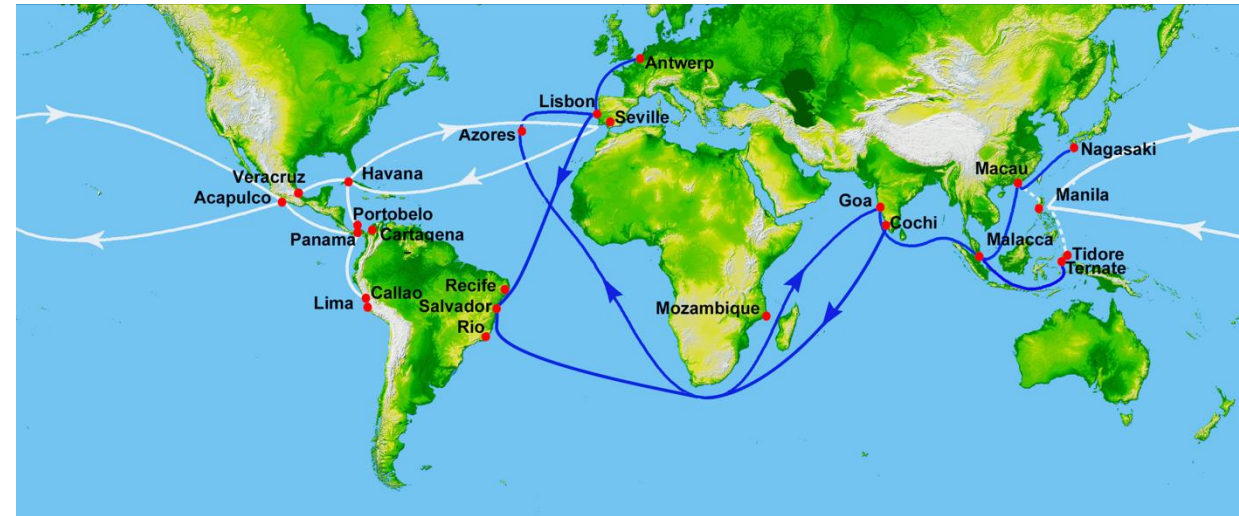 Antwerp
Lisbon
Seville
Azores
Nagasaki
Macau
Veracruz
Havana
Acapulco
Manila
Goa
Portobelo
Cochi
Panama
Cartagena
Malacca
Tidore
Ternate
Recife
Callao
Lima
Salvador
Mozambique
Rio